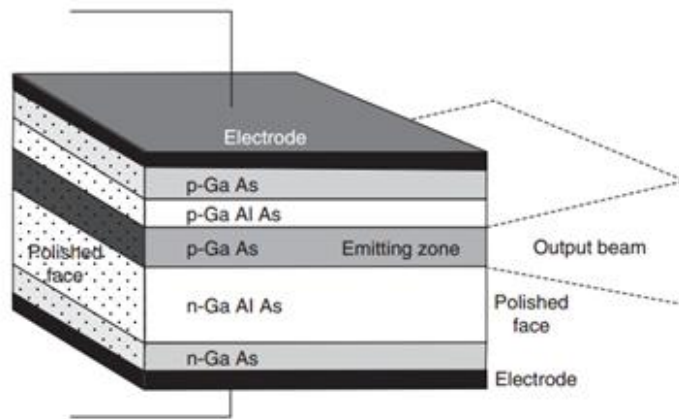 Electrode
p-Ga As
p-Ga Al As
p-Ga As Emitting zone
Output beam
Polished
face
n-Ga Al As
Polished
face
n-Ga As
Electrode